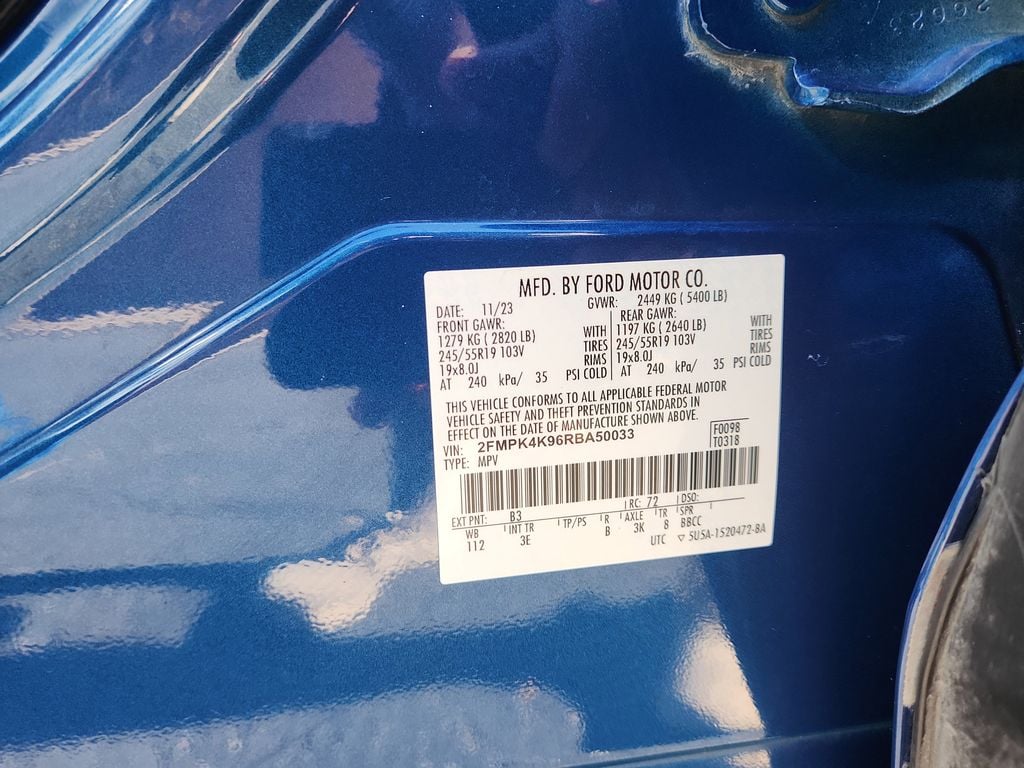 MFD. BY FORD MOTOR CO.
DATE: 11/23 GVWR: 2449 KG ( 5400 LB)
FRONT GAWR: REAR GAWR:
1279 KG ( 2820 LB) WITH 1197 KG ( 2640 LB) WITH
245/55R19 103V TIRES 245/55R19 103V TIRES
19x8.0J RIMS 19x8.0J RIMS
AT 240 kPa/ 35 PSI COLD AT 240 kPa/ 35 PSI COLD
THIS VEHICLE CONFORMS TO ALL APPLICABLE FEDERAL MOTOR
VEHICLE SAFETY AND THEFT PREVENTION STANDARDS IN
EFFECT ON THE DATE OF MANUFACTURE SHOWN ABOVE.
VIN: 2FMPK4K96RBA50033 F0098
TYPE: MPV T0318
EXT PNT: B3 RC: 72 DSO:
WB INT TR TP/PS R AXLE TR SPR
112 3E B 3K B BBCC
UTC ▽ 5U5A-1520472-BA